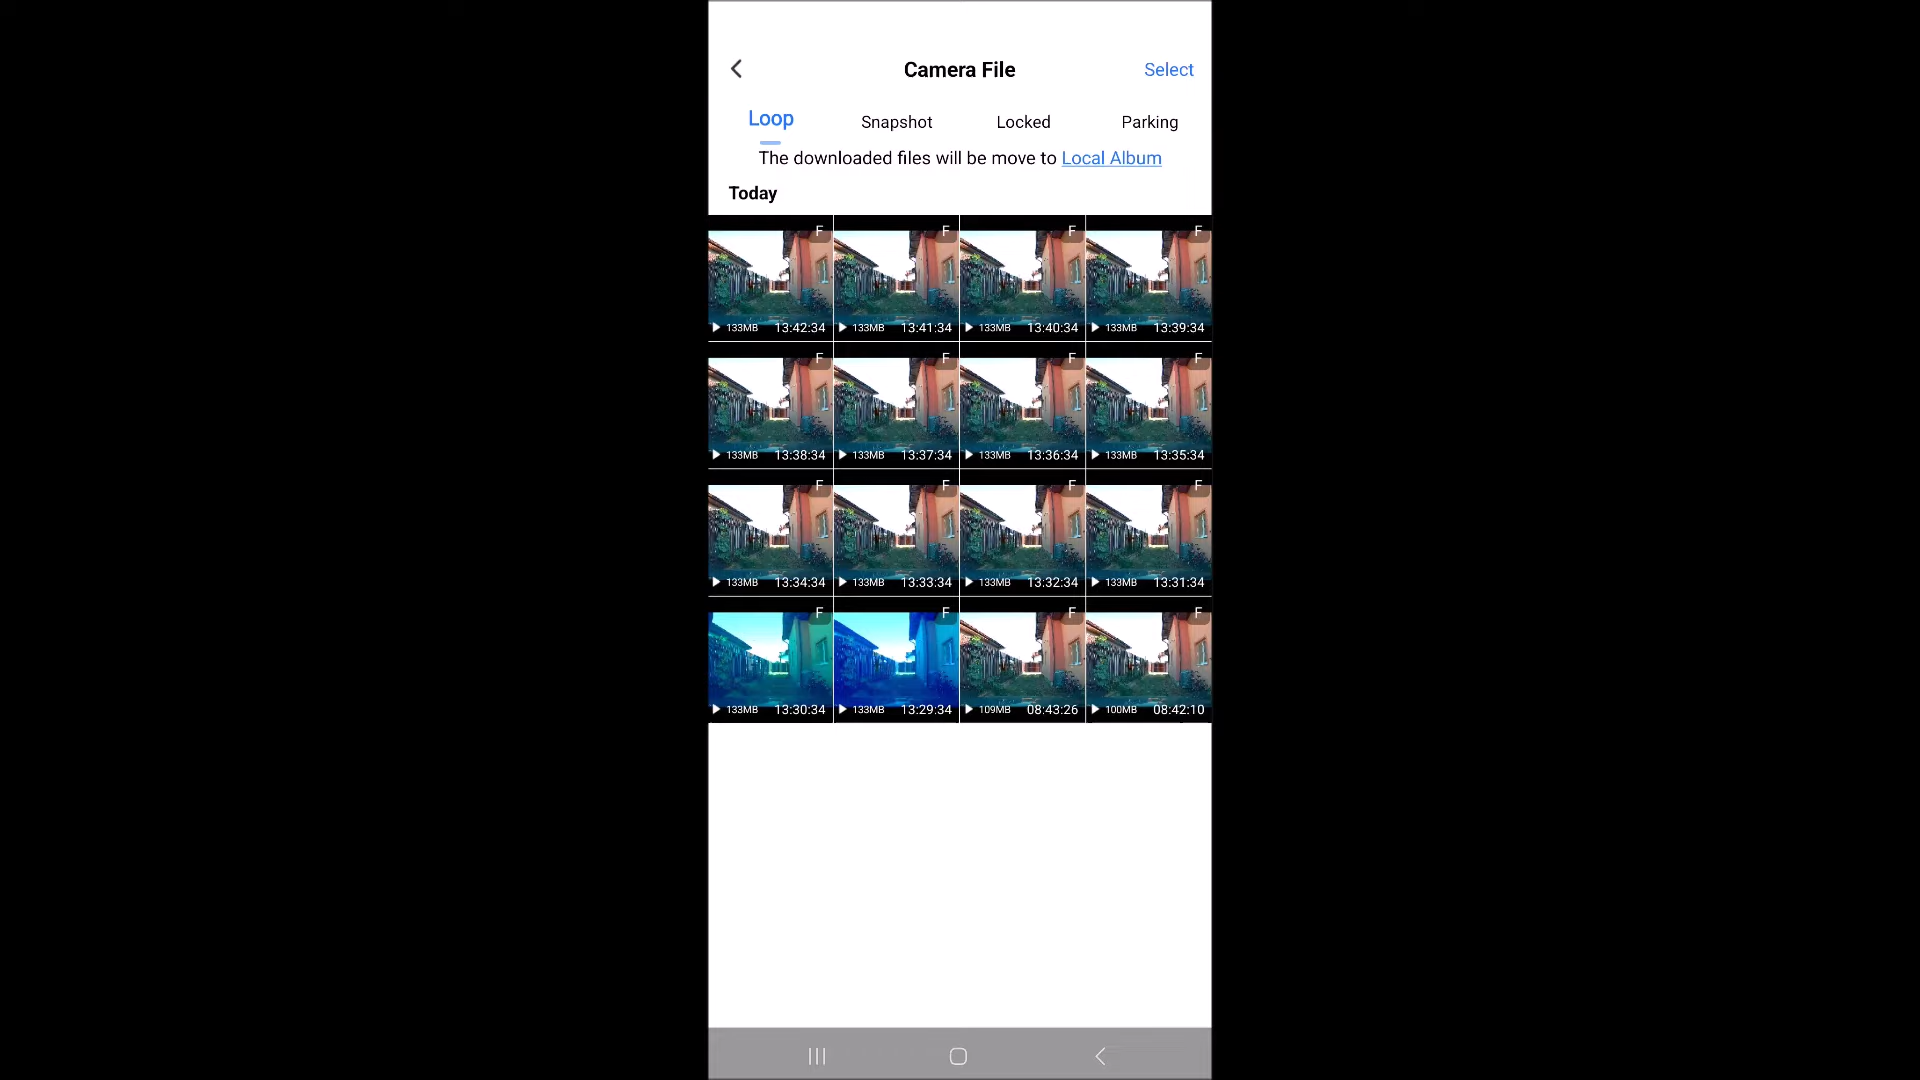 Camera File
Select
Loop
Snapshot
Locked
Parking
The downloaded files will be move to Local Album
Today
F
F
F
F
133MB 13:42:34
133MB 13:41:34
133MB 13:40:34
133MB 13:39:34
F
F
F
F
133MB 13:38:34
133MB 13:37:34
133MB 13:36:34
133MB 13:35:34
F
F
F
F
133MB 13:34:34
133MB 13:33:34
133MB 13:32:34
133MB 13:31:34
F
F
F
F
133MB 13:30:34
133MB 13:29:34
109MB 08:43:26
100MB 08:42:10